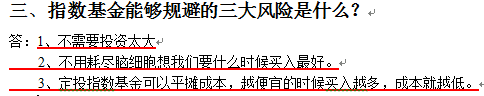 三、指数基金能够规避的三大风险是什么？
答：1、不需要投资太大
2、不用耗尽脑细胞想我们要什么时候买入最好。
3、定投指数基金可以平摊成本，越便宜的时候买入越多，成本就越低。